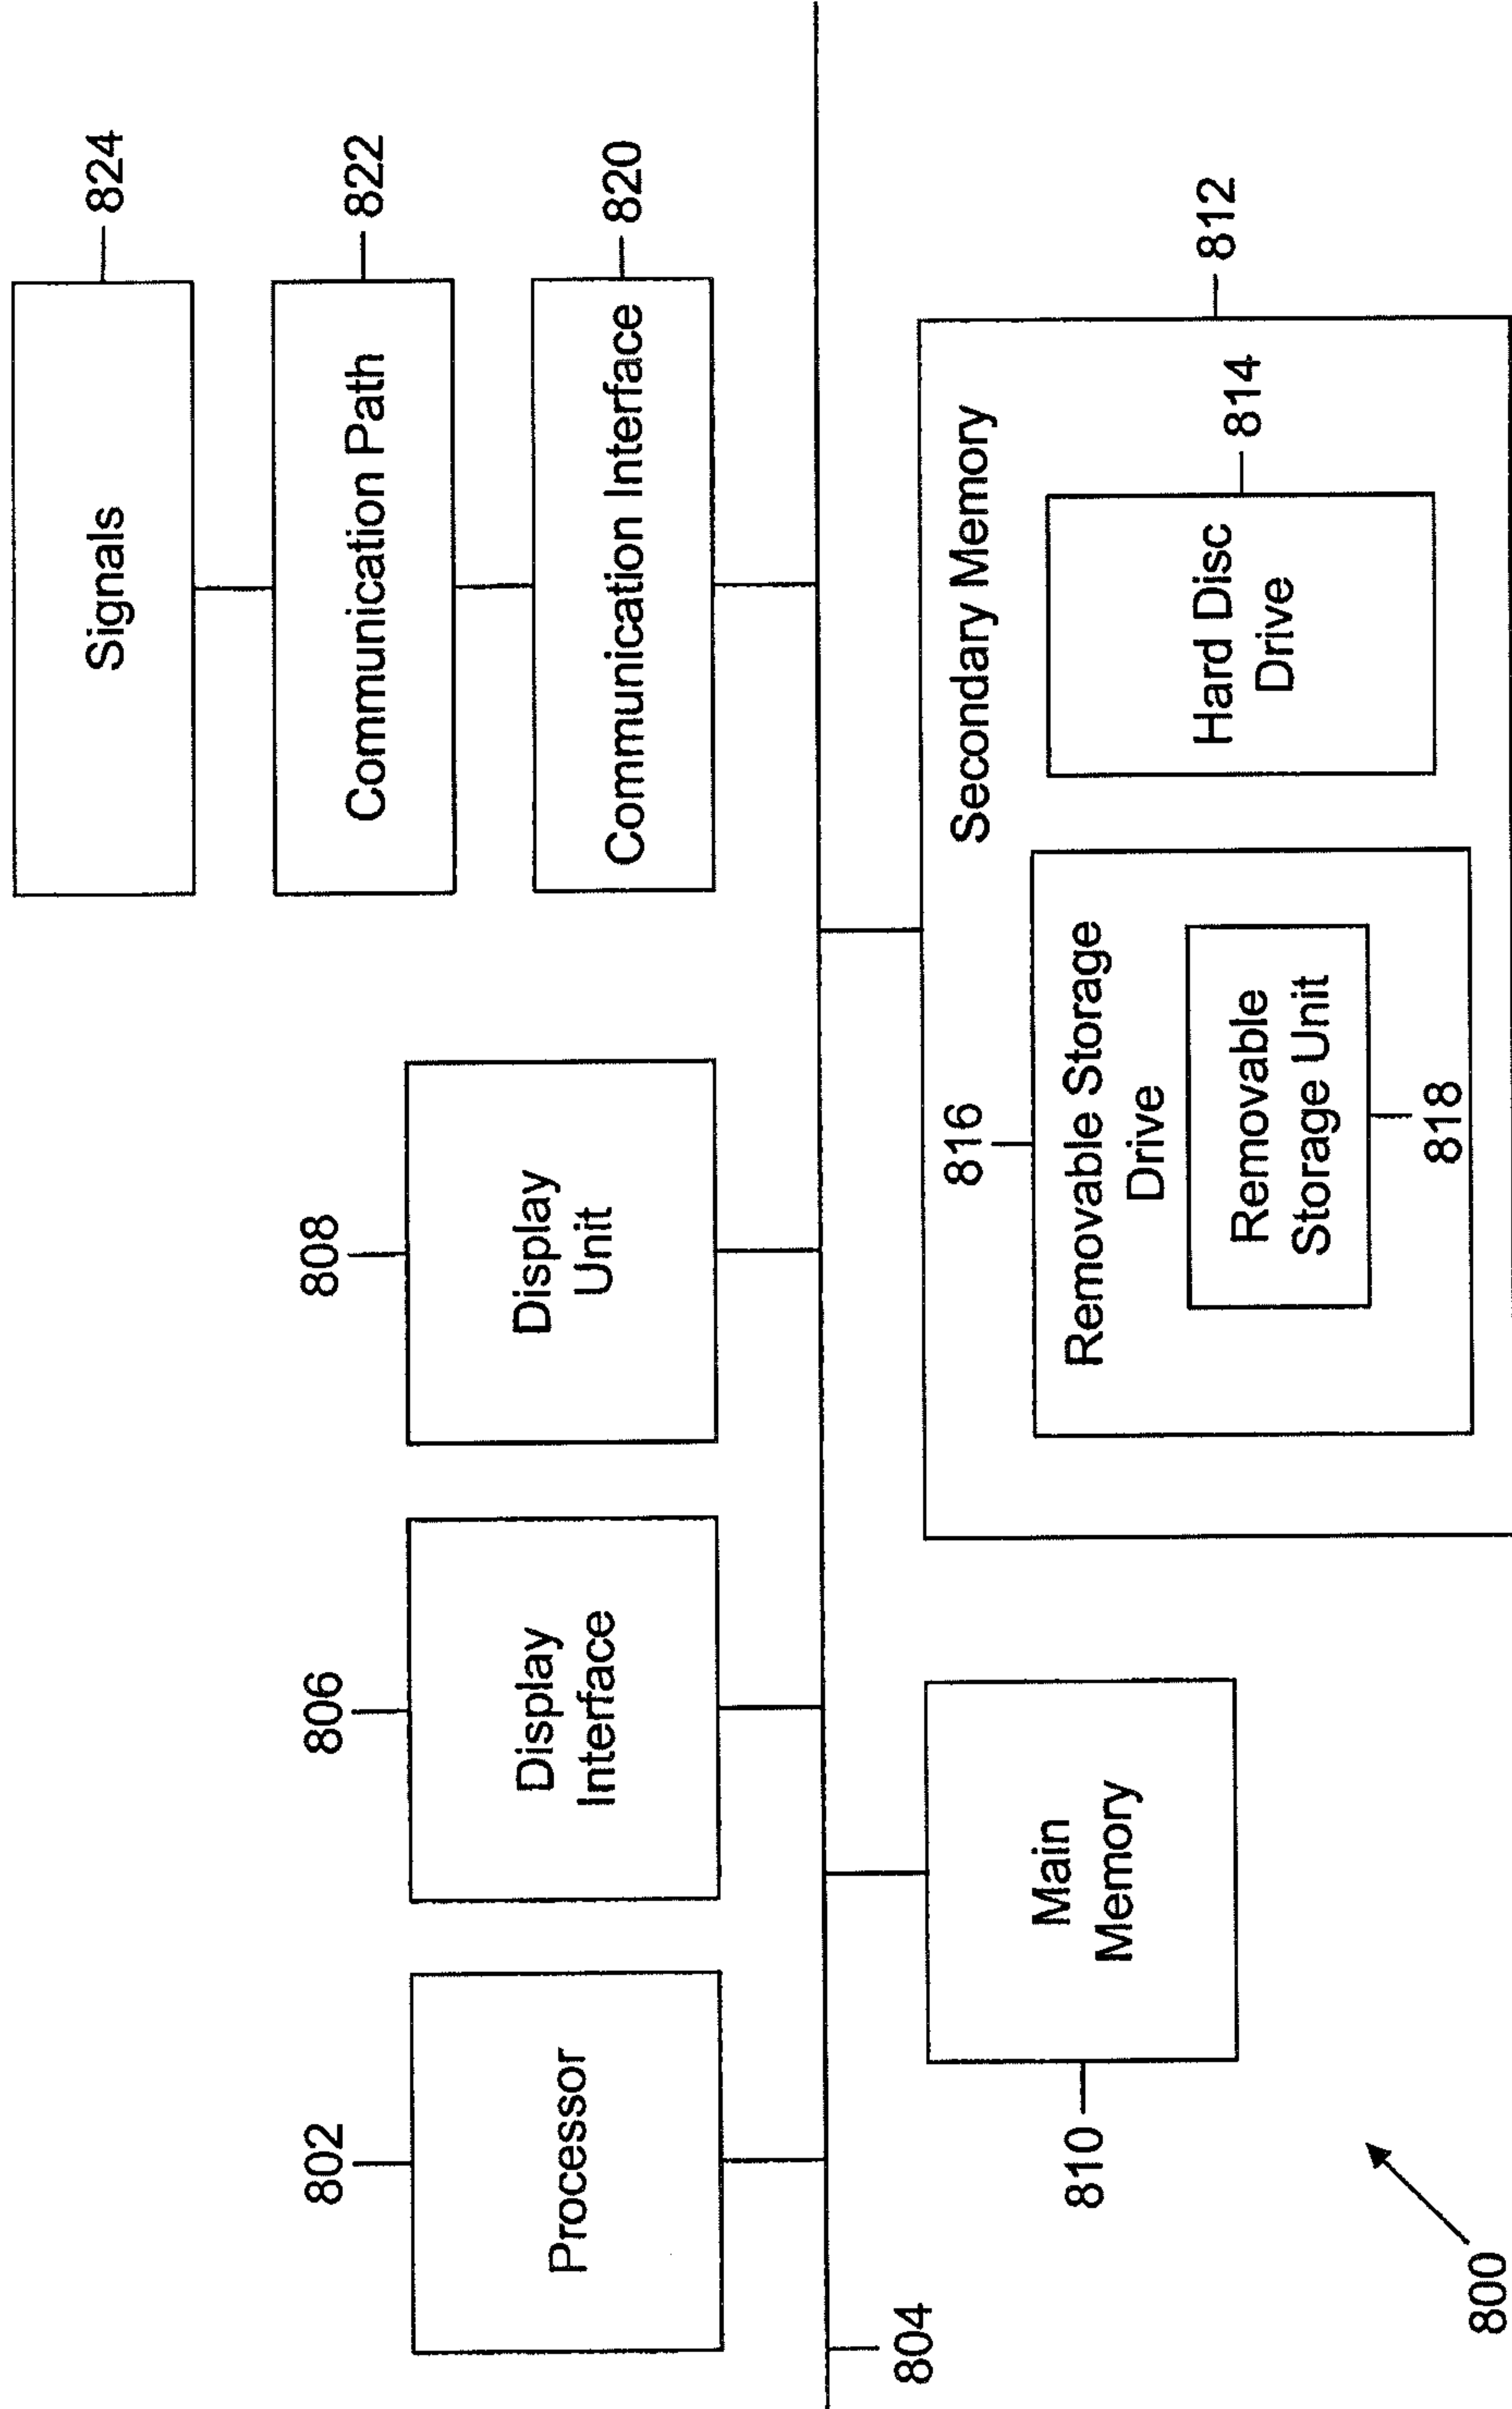 Signals
824
Communication Path
822
Communication Interface
820
808
Display
Unit
806
Display
Interface
802
Processor
804
Main
Memory
810
Secondary Memory
812
Hard Disc
Drive
814
816
Removable Storage
Drive
Removable
Storage Unit
818
800